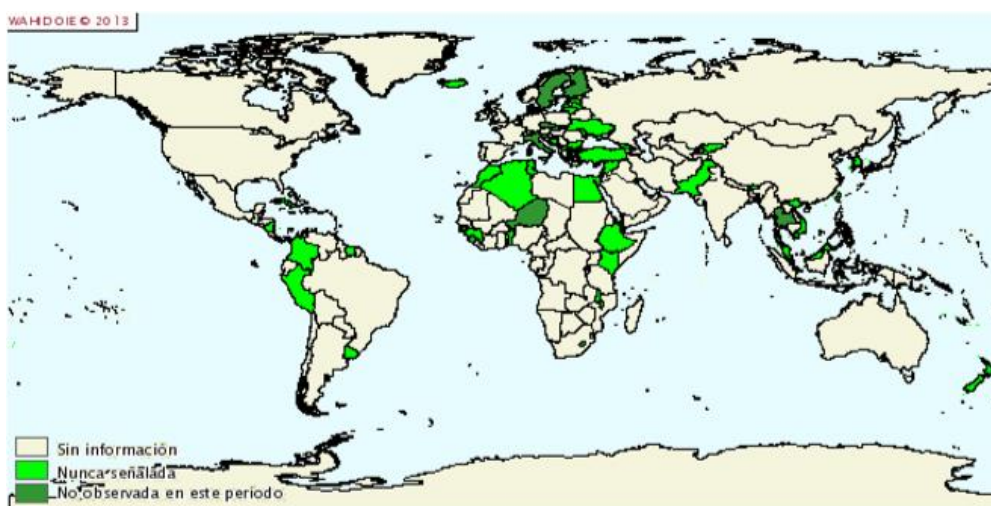 WAHID OIE © 2013
Sin información
Nunca señalada
No observada en este período